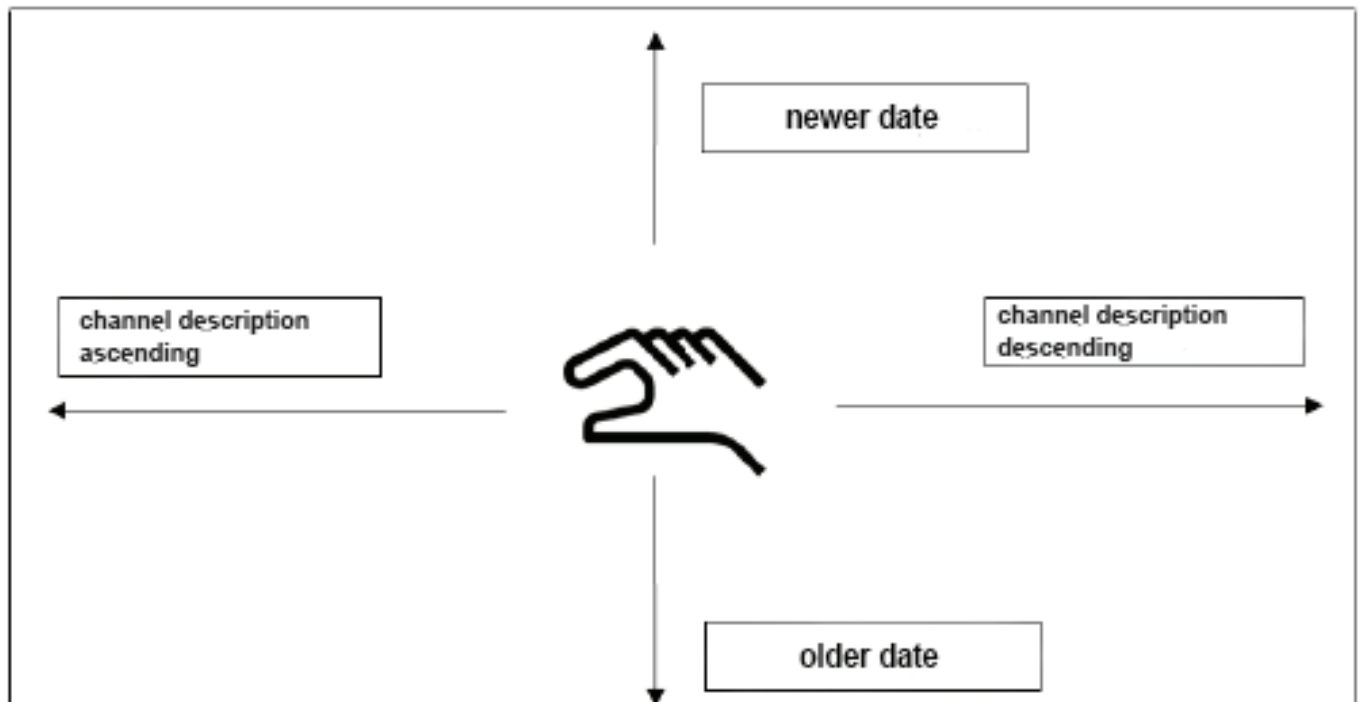 newer date
channel description
ascending
channel description
descending
older date